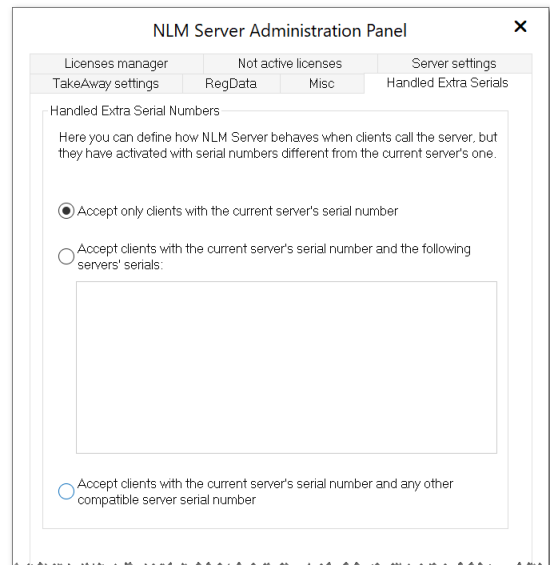 NLM Server Administration Panel
Licenses manager Not active licenses Server settings
TakeAway settings RegData Misc Handled Extra Serials
Handled Extra Serial Numbers
Here you can define how NLM Server behaves when clients call the server, but
they have activated with serial numbers different from the current server's one.
Accept only clients with the current server's serial number
Accept clients with the current server's serial number and the following
servers' serials:
Accept clients with the current server's serial number and any other
compatible server serial number